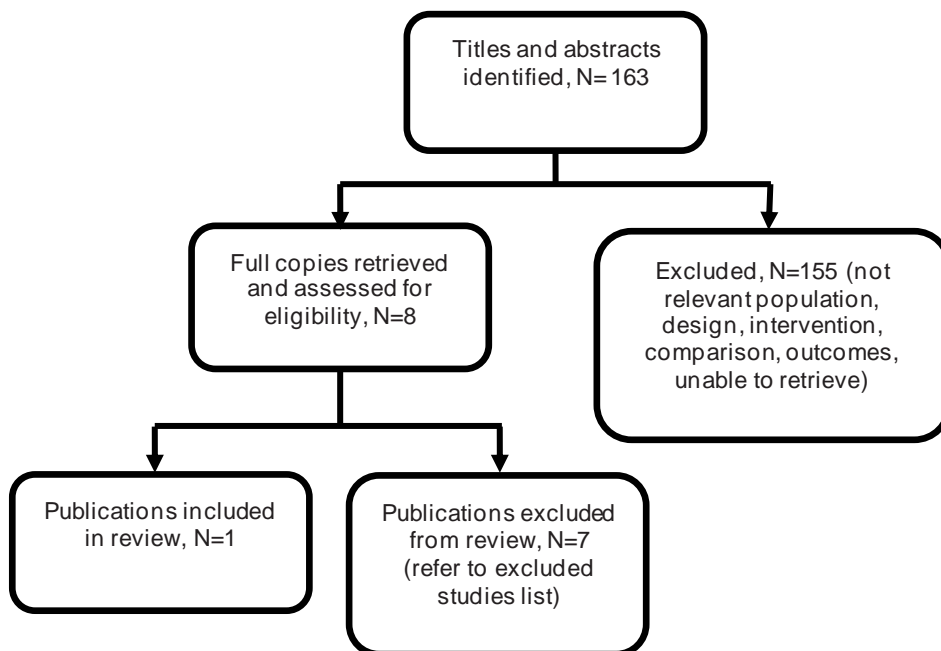 Titles and abstracts
identified, N= 163
Full copies retrieved
and assessed for
eligibility, N=8
Excluded, N=155 (not
relevant population,
design, intervention,
comparison, outcomes,
unable to retrieve)
Publications included
in review, N=1
Publications excluded
from review, N=7
(refer to excluded
studies list)